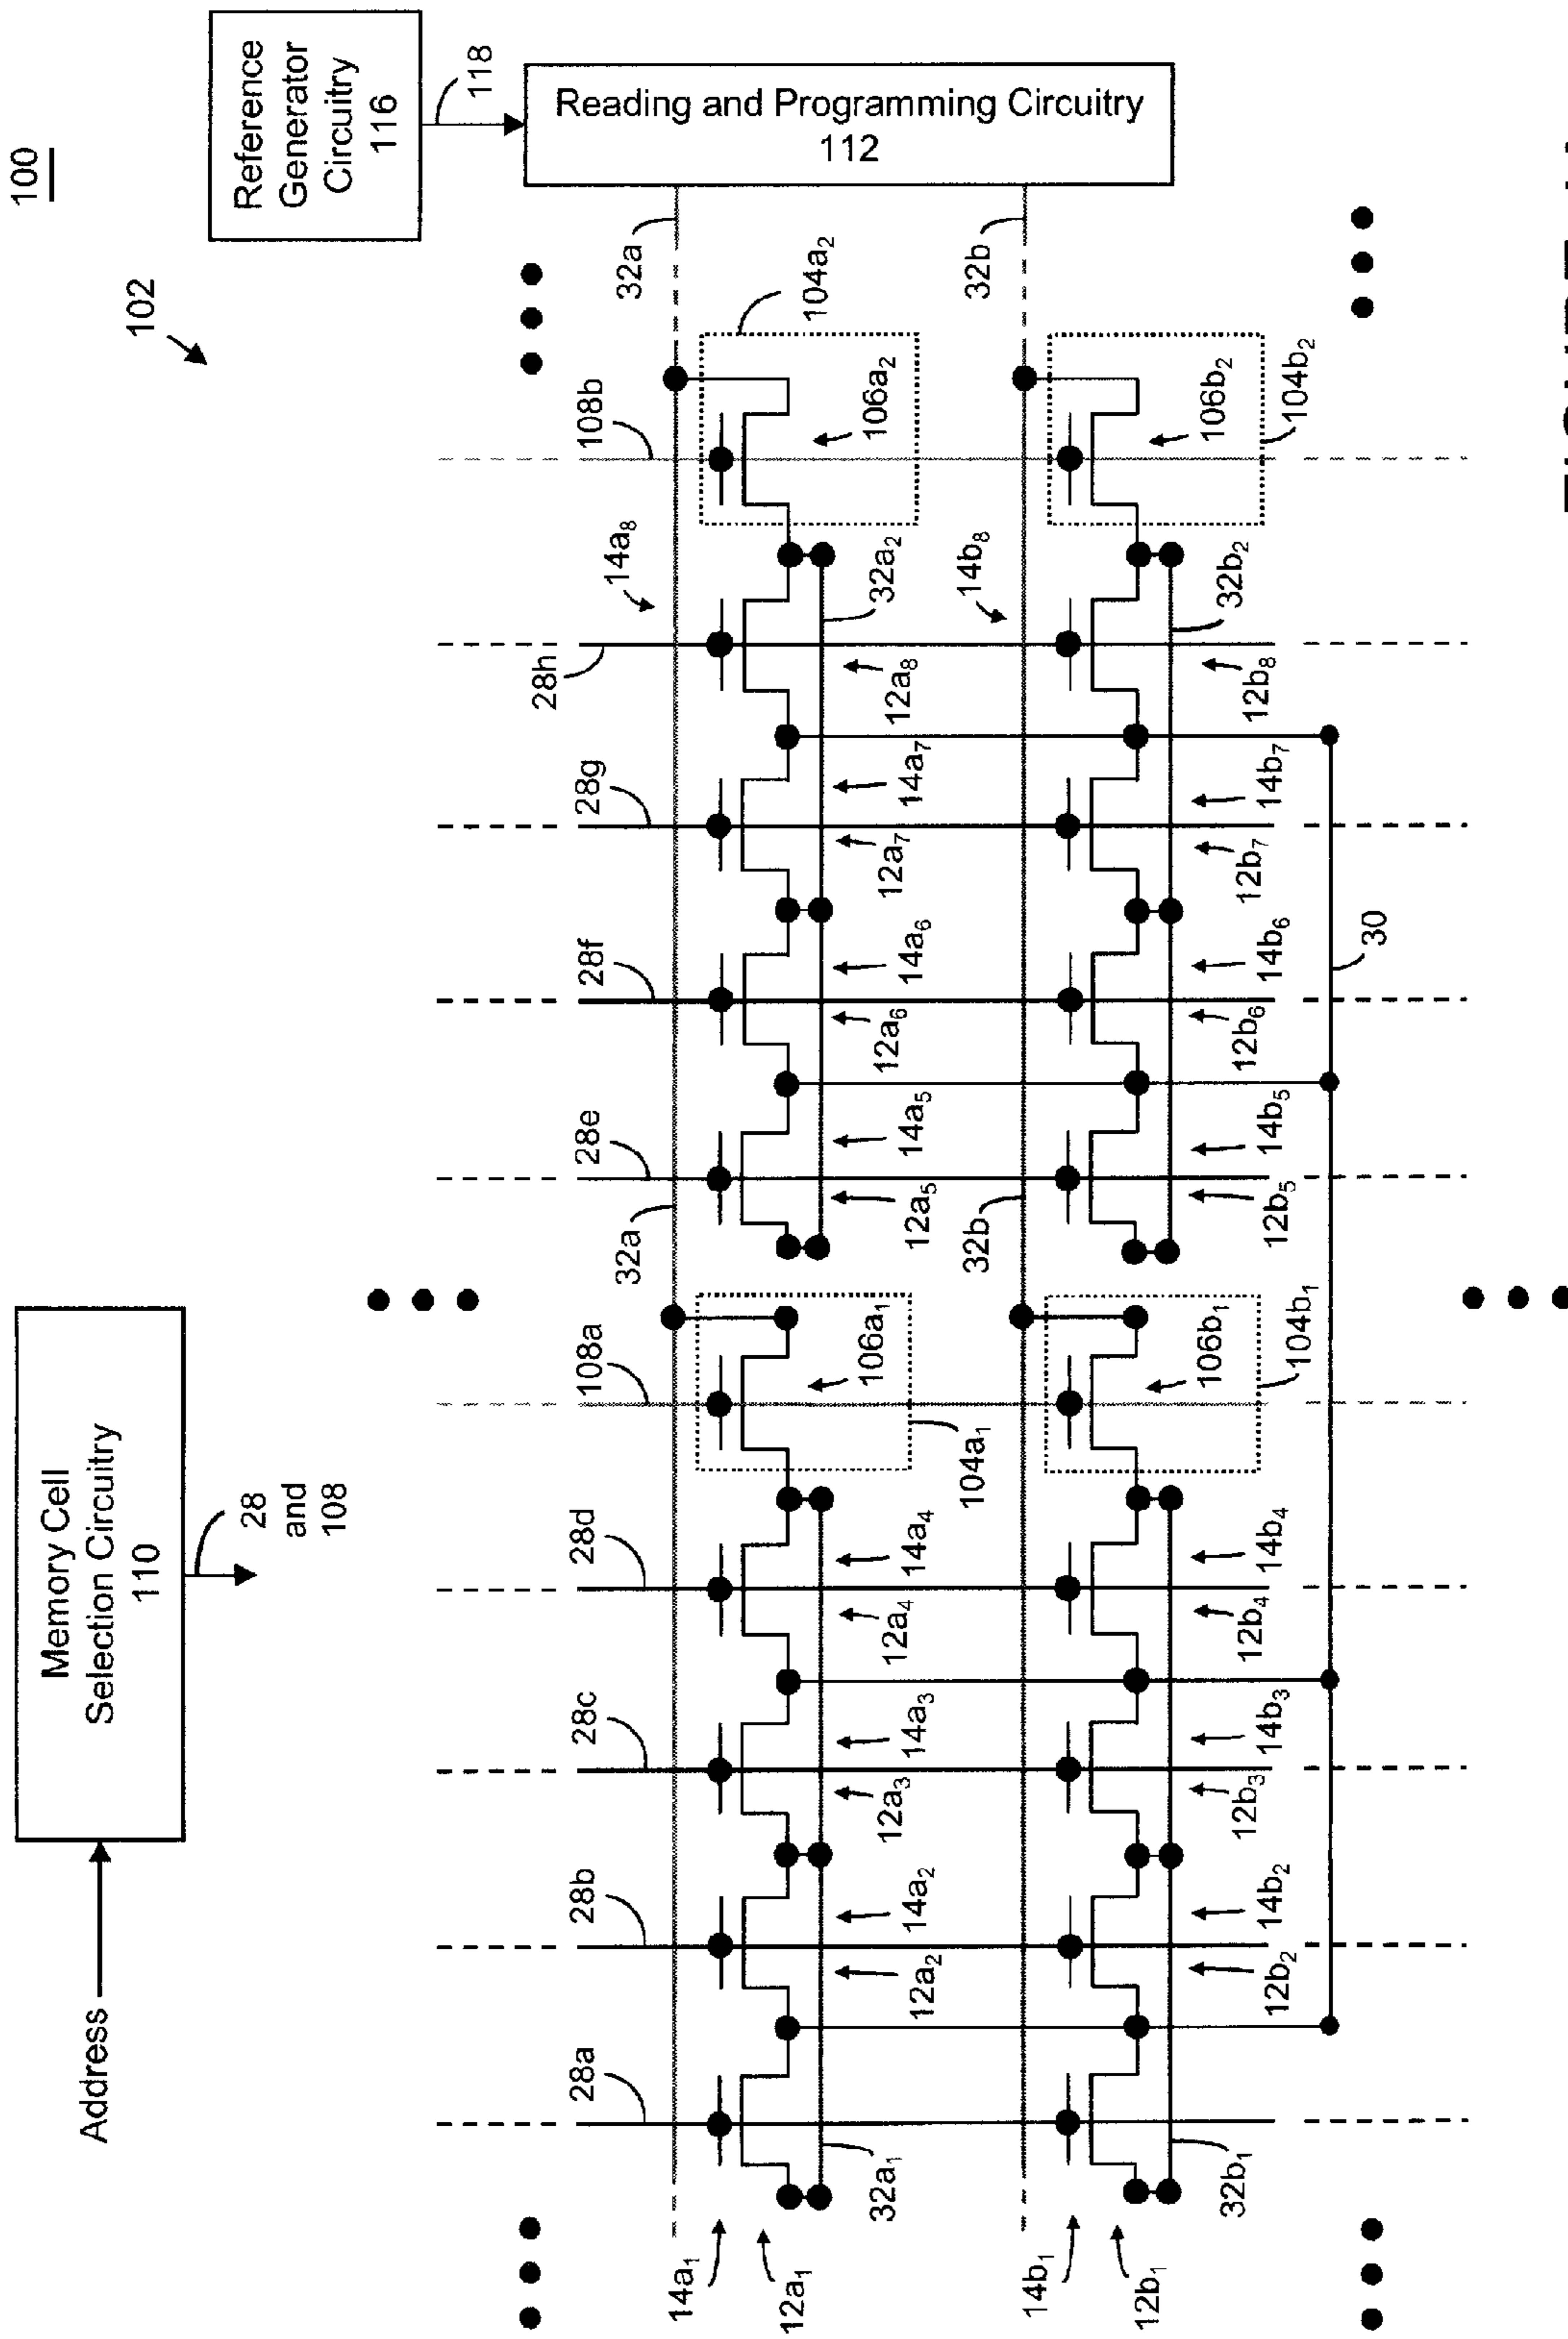 100
102
Reference
Generator
Circuitry
116
118
Reading and Programming Circuitry
112
Memory Cell
Selection Circuitry
110
Address
28
and
108
28a
28b
28c
28d
108a
28e
28f
28g
28h
108b
32a
32a
14a₈
104a₂
106a₂
32a₂
14a₁
12a₁
32a₁
12a₂
14a₂
12a₃
14a₃
12a₄
14a₄
104a₁
106a₁
12a₅
14a₅
12a₆
14a₆
12a₇
14a₇
12a₈
32b
32b
14b₈
106b₂
104b₂
32b₂
14b₁
12b₁
32b₁
12b₂
14b₂
12b₃
14b₃
12b₄
14b₄
106b₁
104b₁
12b₅
14b₅
12b₆
14b₆
12b₇
14b₇
12b₈
30